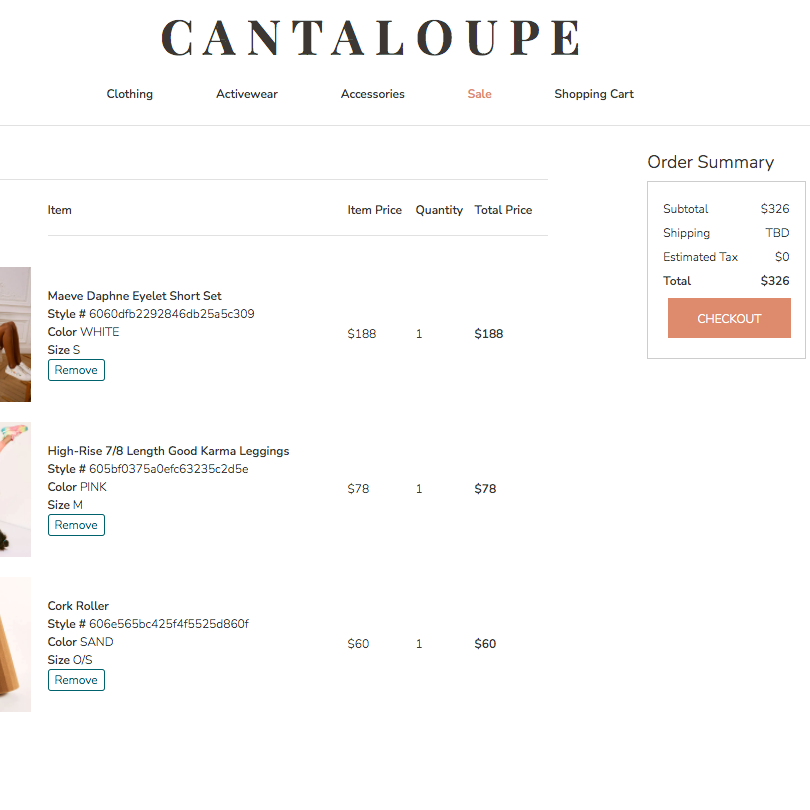 CANTALOUPE
Clothing Activewear Accessories Sale Shopping Cart
Order Summary
Item Item Price Quantity Total Price
Subtotal $326
Shipping TBD
Estimated Tax $0
Total $326
CHECKOUT
Maeve Daphne Eyelet Short Set
Style # 6060dfb2292846db25a5c309
Color WHITE
Size S
Remove
$188 1 $188
High-Rise 7/8 Length Good Karma Leggings
Style # 605bf0375a0efc63235c2d5e
Color PINK
Size M
Remove
$78 1 $78
Cork Roller
Style # 606e565bc425f4f5525d860f
Color SAND
Size O/S
Remove
$60 1 $60